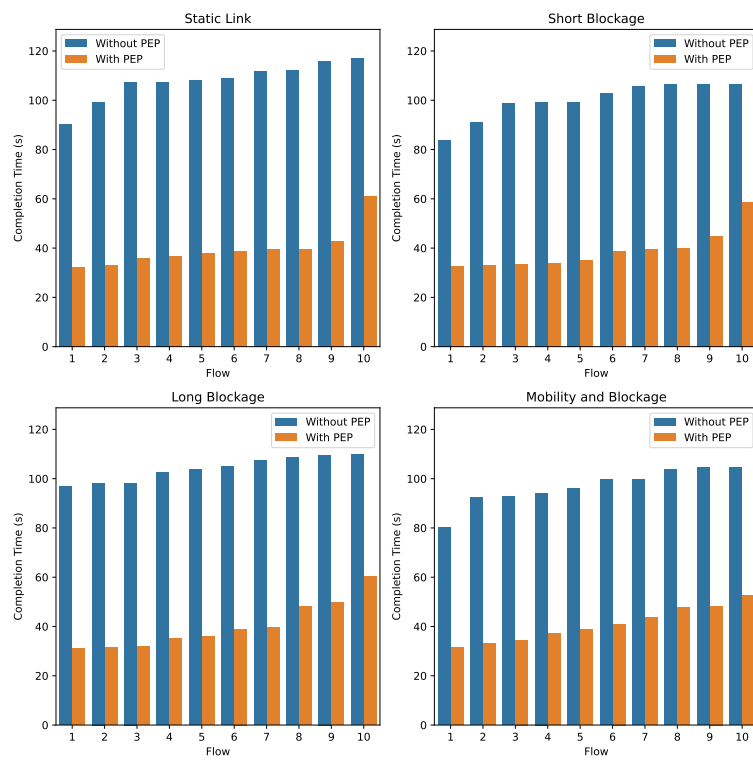 Static Link
Completion Time (s)
120
100
80
60
40
20
0
Without PEP
With PEP
1 2 3 4 5 6 7 8 9 10
Flow
Short Blockage
Completion Time (s)
120
100
80
60
40
20
0
Without PEP
With PEP
1 2 3 4 5 6 7 8 9 10
Flow
Long Blockage
Completion Time (s)
120
100
80
60
40
20
0
Without PEP
With PEP
1 2 3 4 5 6 7 8 9 10
Flow
Mobility and Blockage
Completion Time (s)
120
100
80
60
40
20
0
Without PEP
With PEP
1 2 3 4 5 6 7 8 9 10
Flow